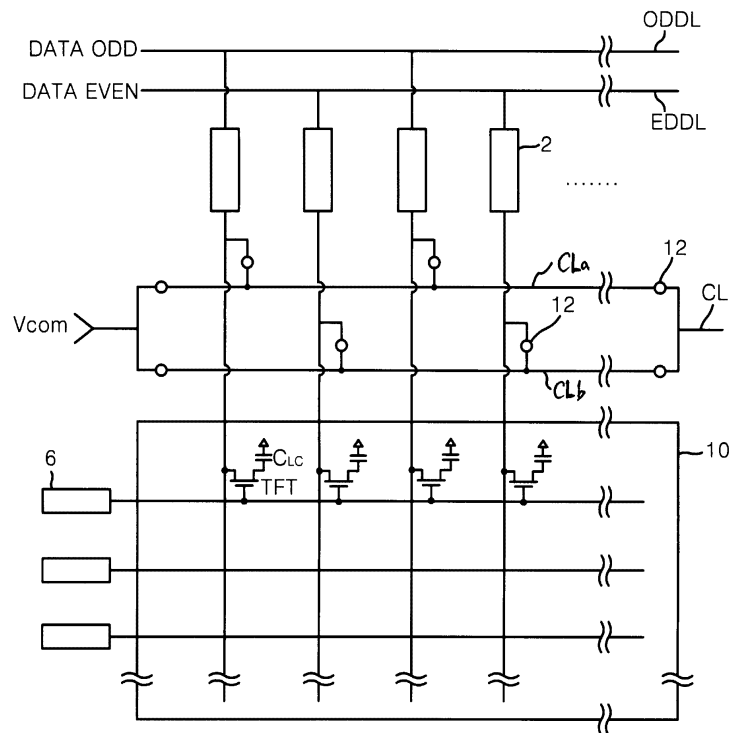 ODDL
DATA ODD
DATA EVEN
EDDL
2
.......
12
CLa
CL
12
Vcom
CLb
6
CLC
10
TFT